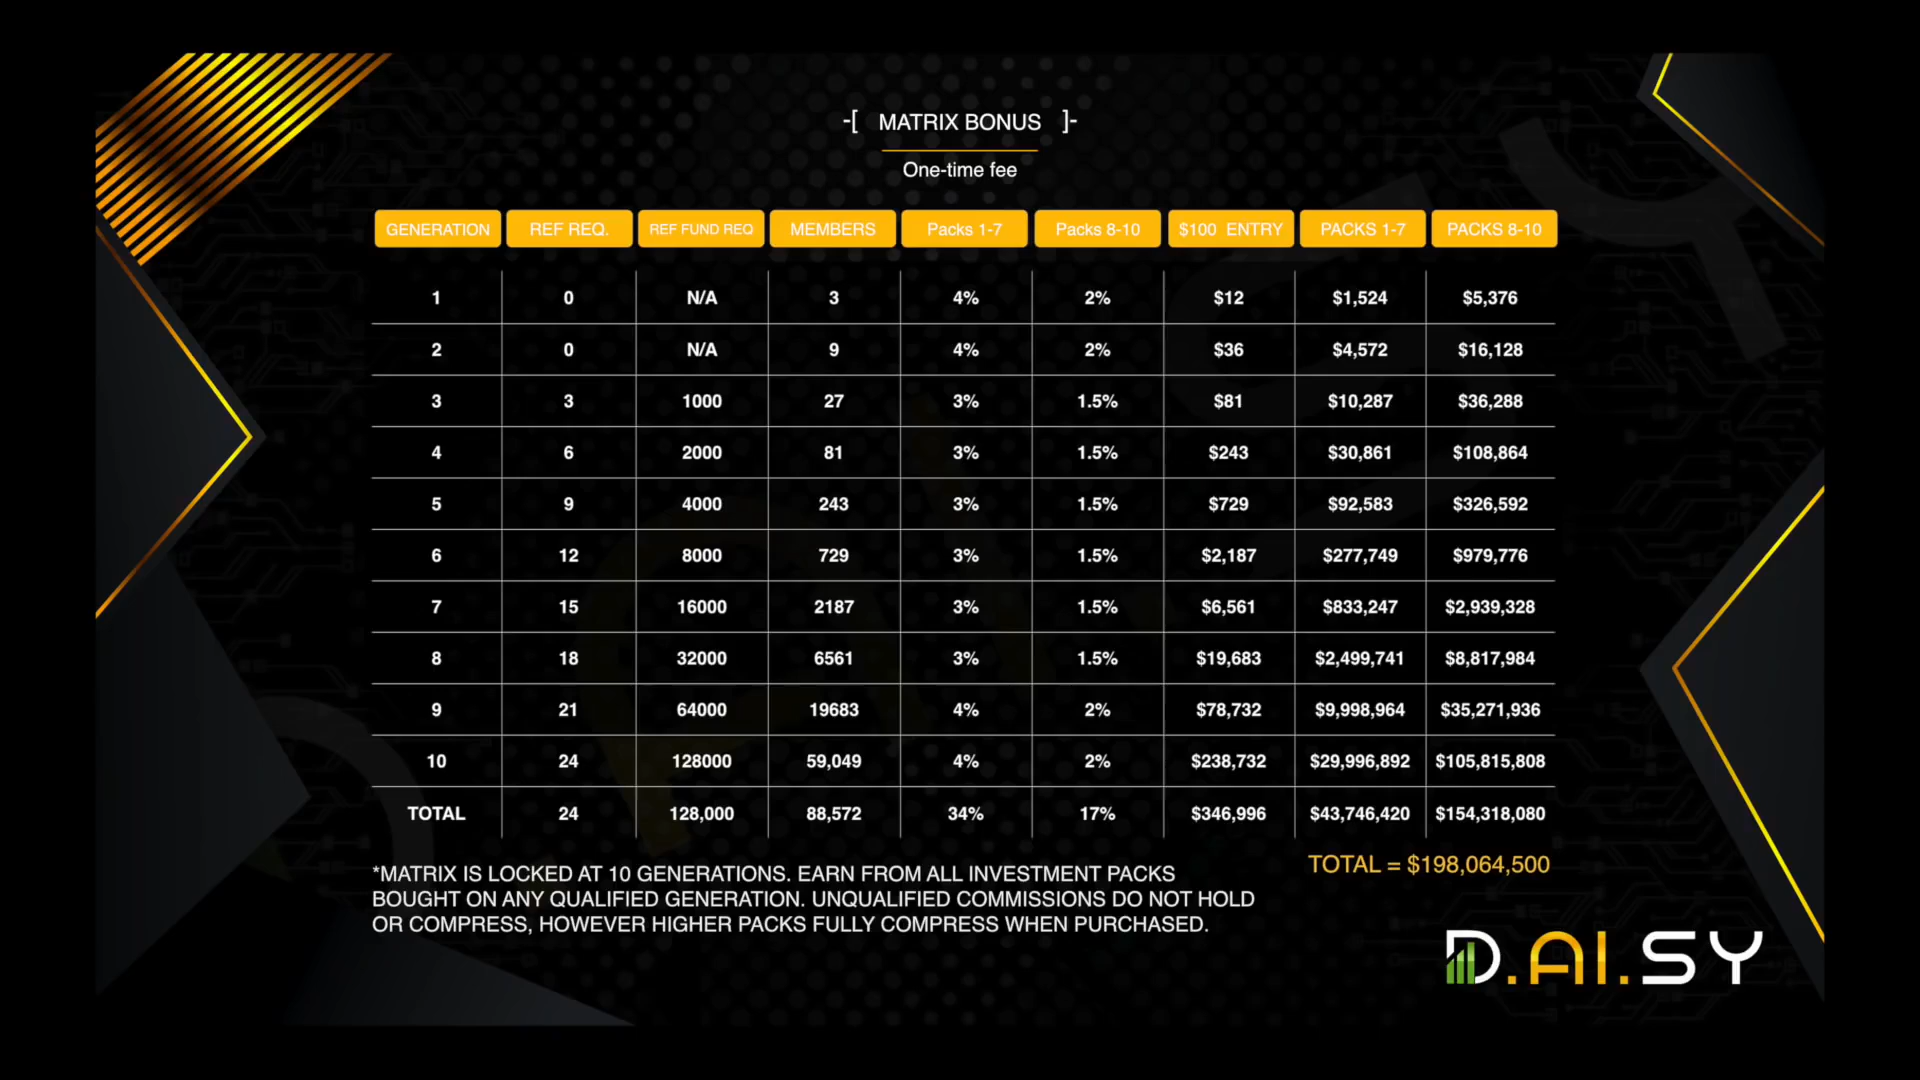 -[ MATRIX BONUS ]-
One-time fee
GENERATION REF REQ. REF FUND REQ MEMBERS Packs 1-7 Packs 8-10 $100 ENTRY PACKS 1-7 PACKS 8-10
1 0 N/A 3 4% 2% $12 $1,524 $5,376
2 0 N/A 9 4% 2% $36 $4,572 $16,128
3 3 1000 27 3% 1.5% $81 $10,287 $36,288
4 6 2000 81 3% 1.5% $243 $30,861 $108,864
5 9 4000 243 3% 1.5% $729 $92,583 $326,592
6 12 8000 729 3% 1.5% $2,187 $277,749 $979,776
7 15 16000 2187 3% 1.5% $6,561 $833,247 $2,939,328
8 18 32000 6561 3% 1.5% $19,683 $2,499,741 $8,817,984
9 21 64000 19683 4% 2% $78,732 $9,998,964 $35,271,936
10 24 128000 59,049 4% 2% $238,732 $29,996,892 $105,815,808
TOTAL 24 128,000 88,572 34% 17% $346,996 $43,746,420 $154,318,080
TOTAL = $198,064,500
*MATRIX IS LOCKED AT 10 GENERATIONS. EARN FROM ALL INVESTMENT PACKS
BOUGHT ON ANY QUALIFIED GENERATION. UNQUALIFIED COMMISSIONS DO NOT HOLD
OR COMPRESS, HOWEVER HIGHER PACKS FULLY COMPRESS WHEN PURCHASED.
D.AI.SY